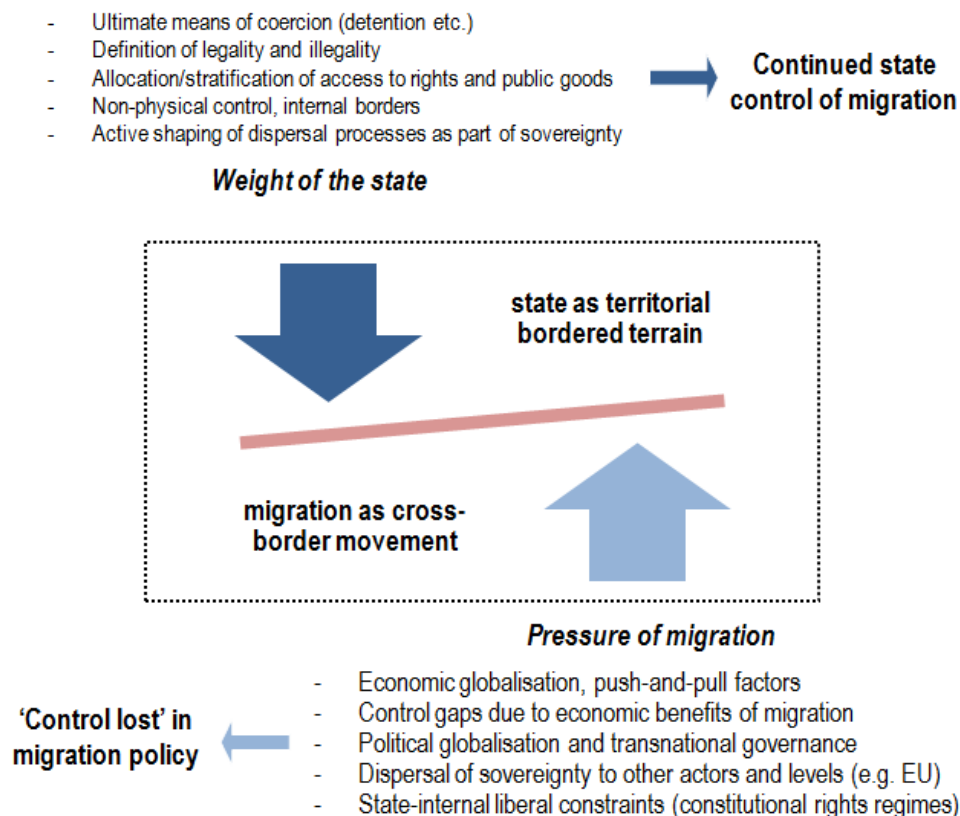 - Ultimate means of coercion (detention etc.)
- Definition of legality and illegality
- Allocation/stratification of access to rights and public goods
- Non-physical control, internal borders
- Active shaping of dispersal processes as part of sovereignty
Continued state
control of migration
Weight of the state
state as territorial
bordered terrain
migration as cross-
border movement
Pressure of migration
- Economic globalisation, push-and-pull factors
- Control gaps due to economic benefits of migration
- Political globalisation and transnational governance
- Dispersal of sovereignty to other actors and levels (e.g. EU)
- State-internal liberal constraints (constitutional rights regimes)
‘Control lost’ in
migration policy